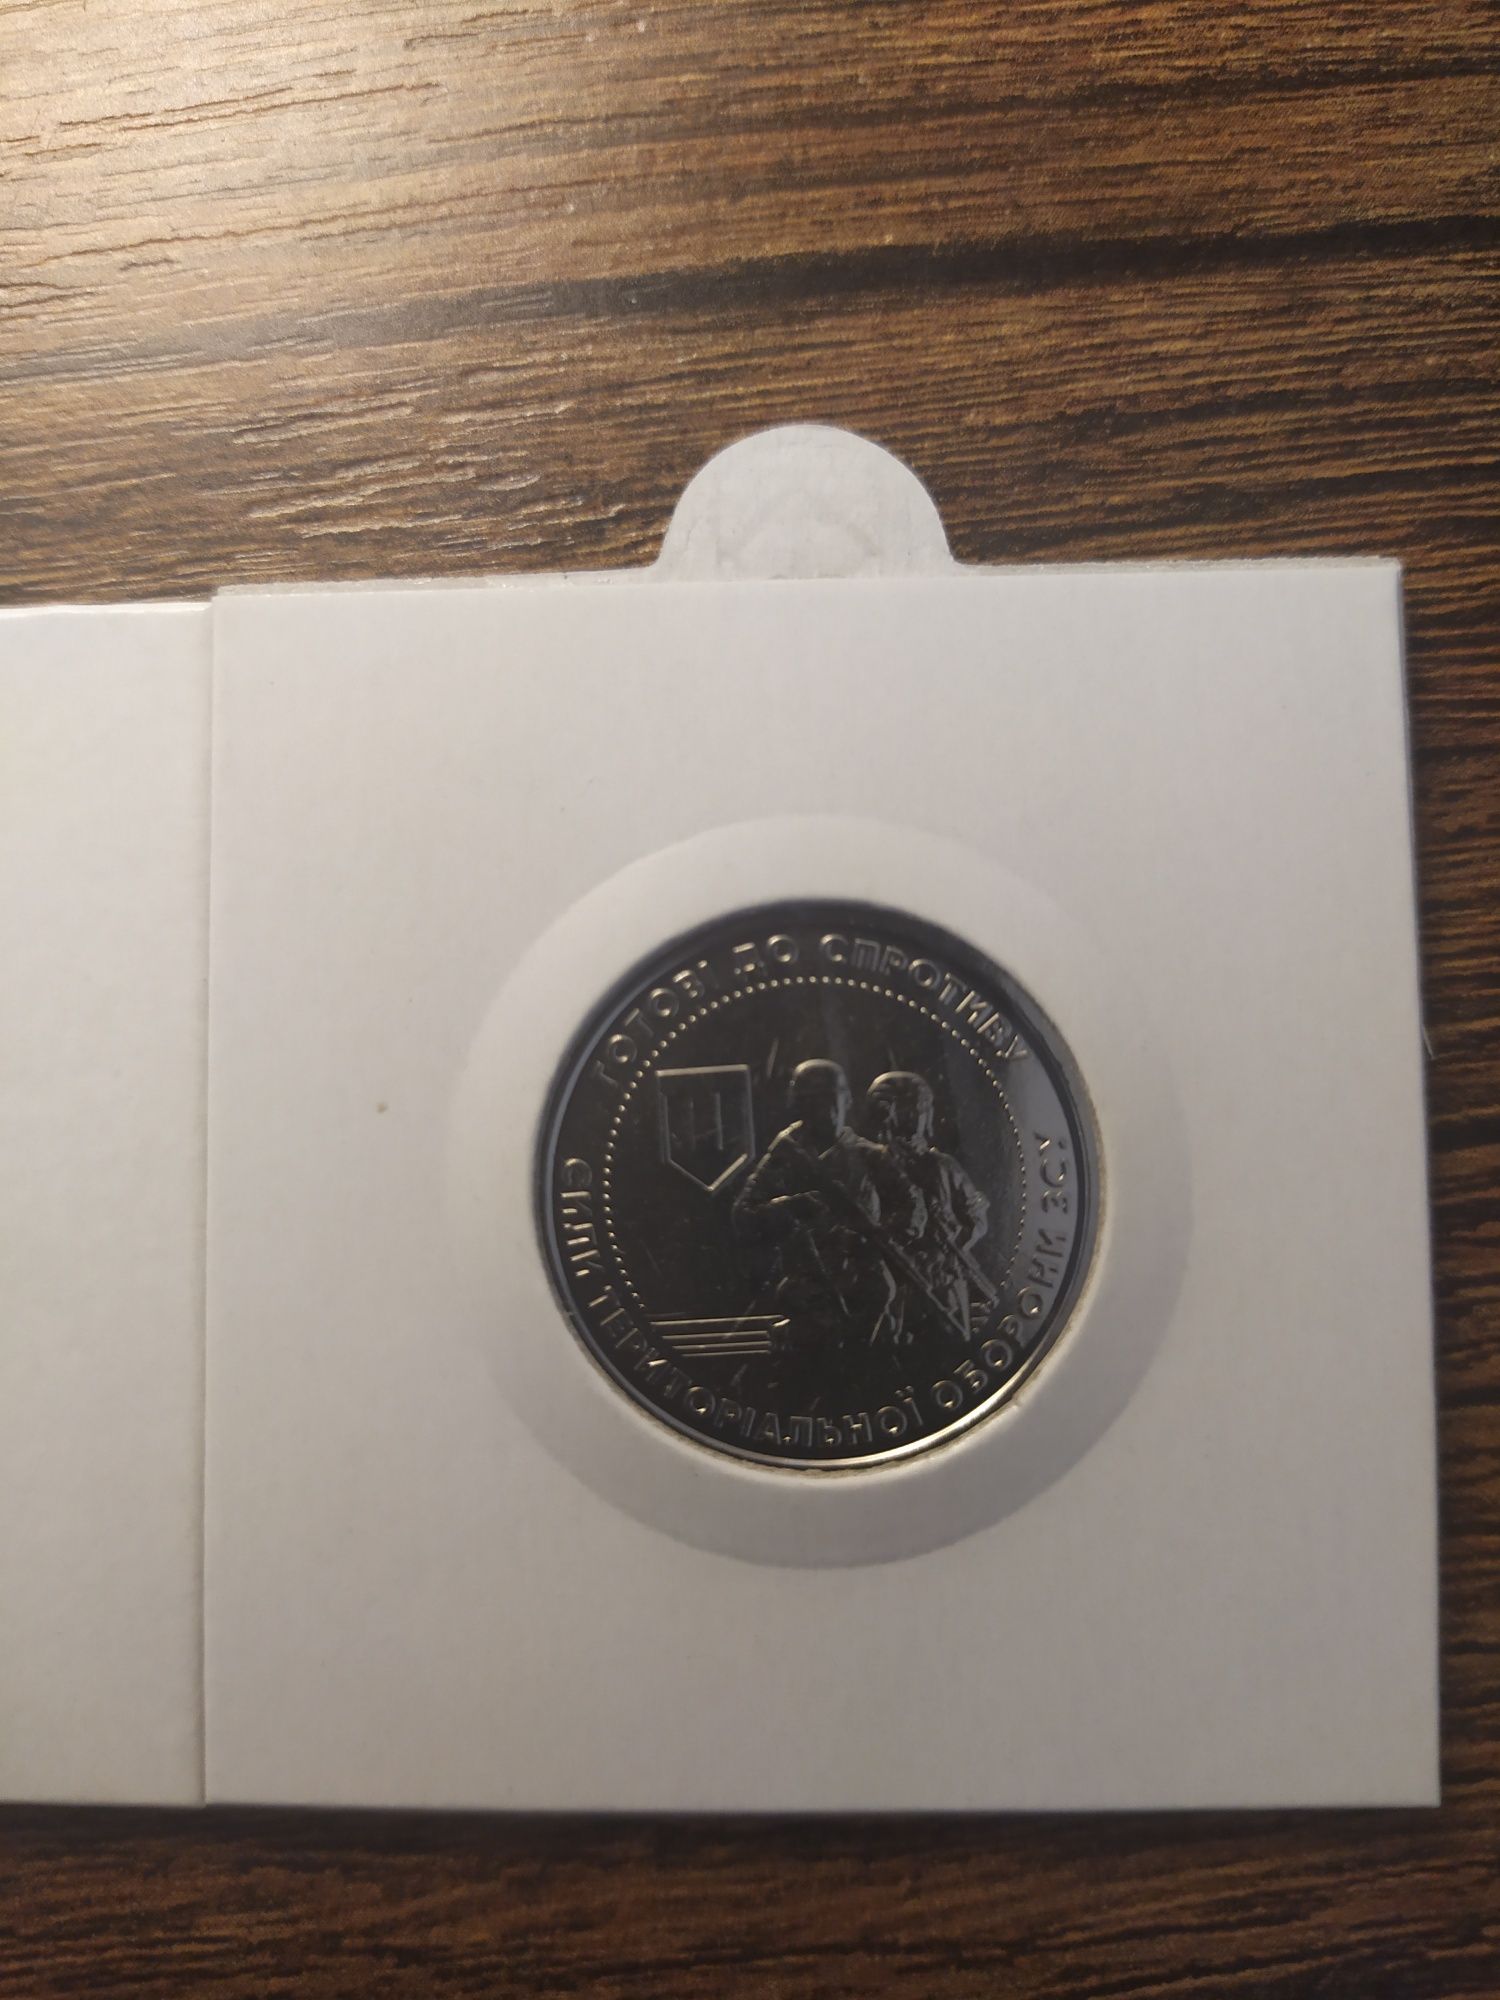 ГОТОВІ ДО СПРОТИВУ
СИЛИ ТЕРИТОРІАЛЬНОЇ ОБОРОНИ ЗСУ